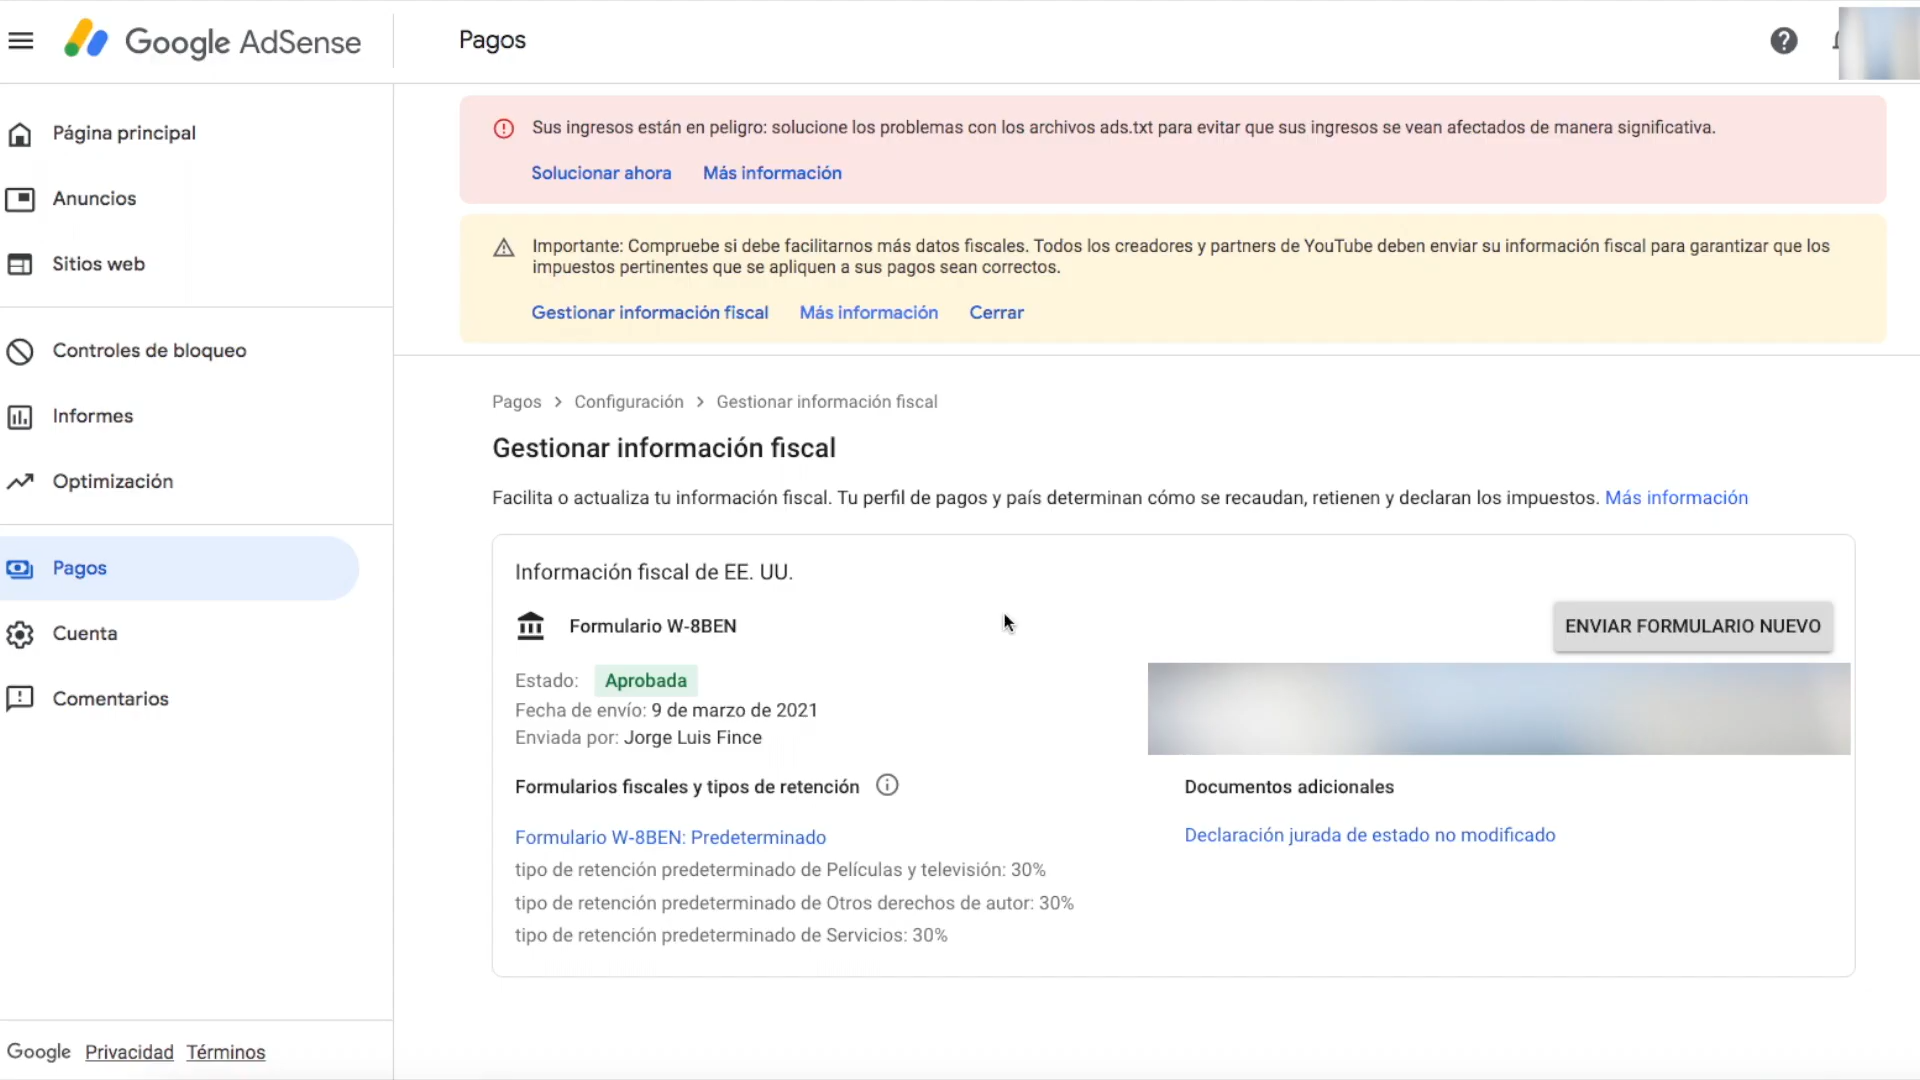 Google AdSense
Pagos
Página principal
Anuncios
Sitios web
Controles de bloqueo
Informes
Optimización
Pagos
Cuenta
Comentarios
Google Privacidad Términos
Sus ingresos están en peligro: solucione los problemas con los archivos ads.txt para evitar que sus ingresos se vean afectados de manera significativa.
Solucionar ahora Más información
Importante: Compruebe si debe facilitarnos más datos fiscales. Todos los creadores y partners de YouTube deben enviar su información fiscal para garantizar que los
impuestos pertinentes que se apliquen a sus pagos sean correctos.
Gestionar información fiscal Más información Cerrar
Pagos > Configuración > Gestionar información fiscal
Gestionar información fiscal
Facilita o actualiza tu información fiscal. Tu perfil de pagos y país determinan cómo se recaudan, retienen y declaran los impuestos. Más información
Información fiscal de EE. UU.
Formulario W-8BEN
ENVIAR FORMULARIO NUEVO
Estado: Aprobada
Fecha de envío: 9 de marzo de 2021
Enviada por: Jorge Luis Fince
Formularios fiscales y tipos de retención
Formulario W-8BEN: Predeterminado
tipo de retención predeterminado de Películas y televisión: 30%
tipo de retención predeterminado de Otros derechos de autor: 30%
tipo de retención predeterminado de Servicios: 30%
Documentos adicionales
Declaración jurada de estado no modificado